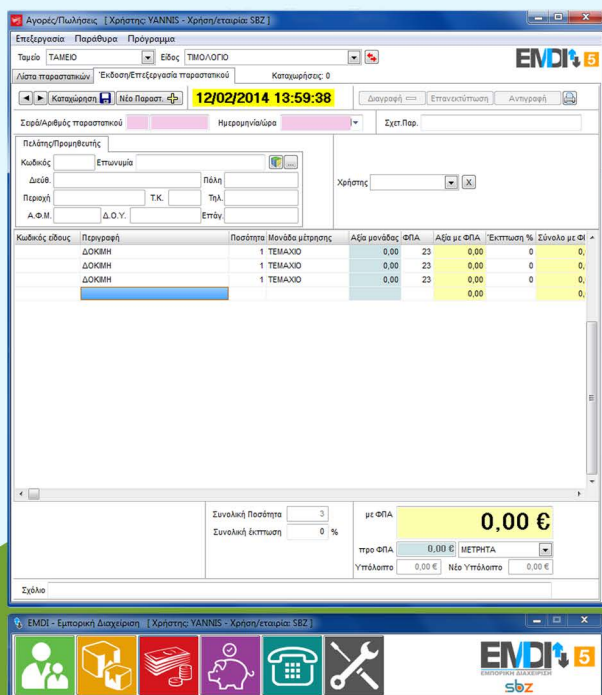 Αγορές/Πωλήσεις [Χρήστης: YANNIS - Χρήση/εταιρία: SBZ ]
Επεξεργασία Παράθυρα Πρόγραμμα
Ταμείο ΤΑΜΕΙΟ Είδος ΤΙΜΟΛΟΓΙΟ
EMDI 5
Λίστα παραστατικών Έκδοση/Επεξεργασία παραστατικού Καταχωρήσεις: 0
Καταχώρηση Νέο Παραστ. 12/02/2014 13:59:38 Διαγραφή Επανεκτύπωση Αντιγραφή
Σειρά/Αριθμός παραστατικού Ημερομηνία/ώρα Σχετ.Παρ.
Πελάτης/Προμηθευτής
Κωδικός Επωνυμία ...
Διεύθ. Πόλη Χρήστης X
Περιοχή Τ.Κ. Τηλ.
Α.Φ.Μ. Δ.Ο.Υ. Επάγ.
Κωδικός είδους Περιγραφή Ποσότητα Μονάδα μέτρησης Αξία μονάδας ΦΠΑ Αξία με ΦΠΑ Έκπτωση % Σύνολο με ΦΠ
ΔΟΚΙΜΗ 1 ΤΕΜΑΧΙΟ 0,00 23 0,00 0 0,
ΔΟΚΙΜΗ 1 ΤΕΜΑΧΙΟ 0,00 23 0,00 0 0,
ΔΟΚΙΜΗ 1 ΤΕΜΑΧΙΟ 0,00 23 0,00 0 0,
0,00 0,
Συνολική Ποσότητα 3 με ΦΠΑ 0,00 €
Συνολική έκπτωση 0 %
προ ΦΠΑ 0,00 € ΜΕΤΡΗΤΑ
Υπόλοιπο 0,00 € Νέο Υπόλοιπο 0,00 €
Σχόλιο
EMDI - Εμπορική Διαχείριση [Χρήστης: YANNIS - Χρήση/εταιρία: SBZ ]
EMDI 5
ΕΜΠΟΡΙΚΗ ΔΙΑΧΕΙΡΙΣΗ
sbz